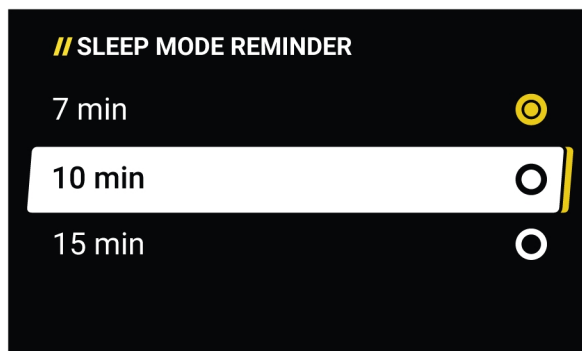 // SLEEP MODE REMINDER
7 min
10 min
15 min